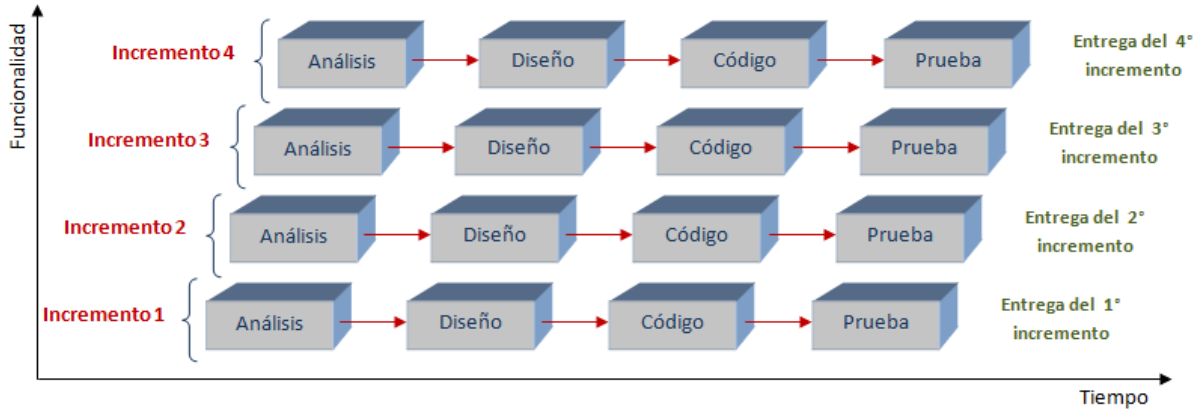 Funcionalidad
Incremento 4
Análisis
Diseño
Código
Prueba
Entrega del 4°
incremento
Incremento 3
Análisis
Diseño
Código
Prueba
Entrega del 3°
incremento
Incremento 2
Análisis
Diseño
Código
Prueba
Entrega del 2°
incremento
Incremento 1
Análisis
Diseño
Código
Prueba
Entrega del 1°
incremento
Tiempo